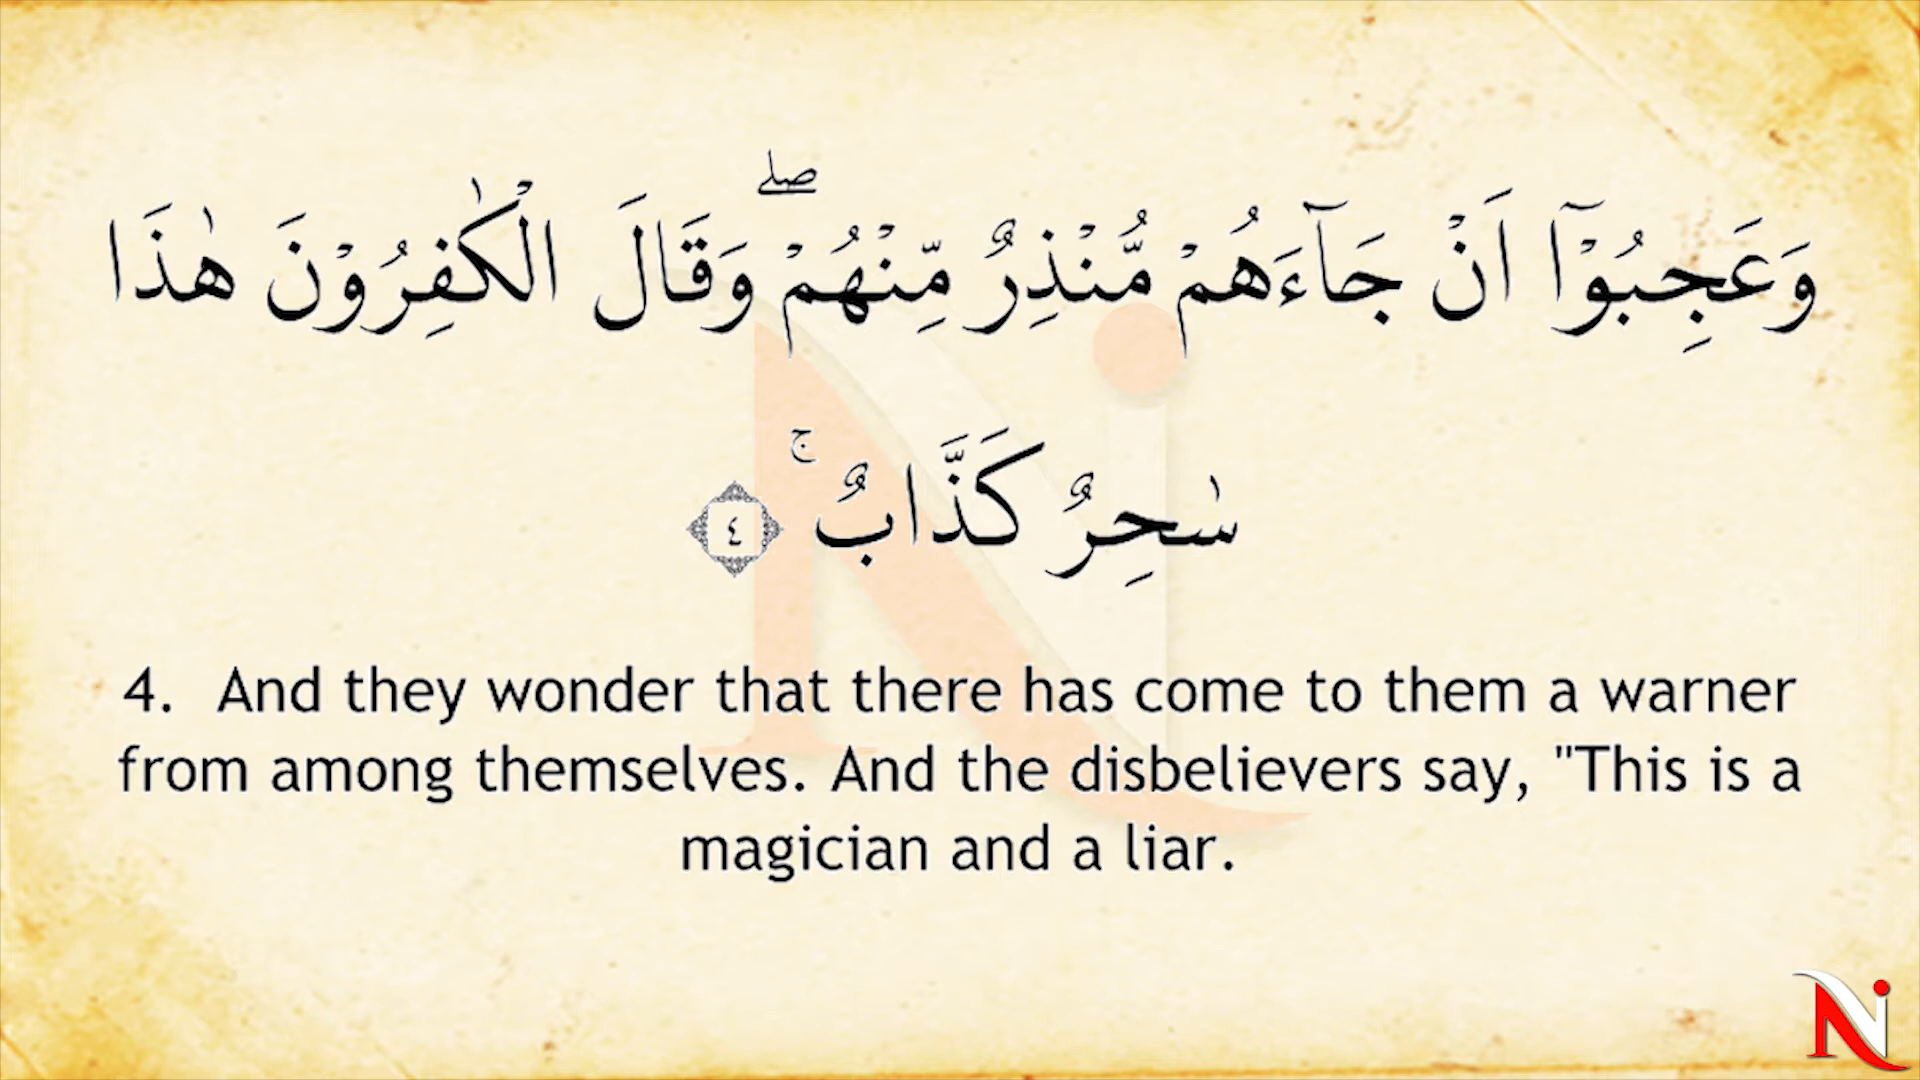 وَعَجِبُوْٓا اَنْ جَآءَهُمْ مُّنْذِرٌ مِّنْهُمْ ۖ وَقَالَ الْكٰفِرُوْنَ هٰذَا
سٰحِرٌ كَذَّابٌ ۚ ٤
4. And they wonder that there has come to them a warner
from among themselves. And the disbelievers say, "This is a
magician and a liar.
Ni